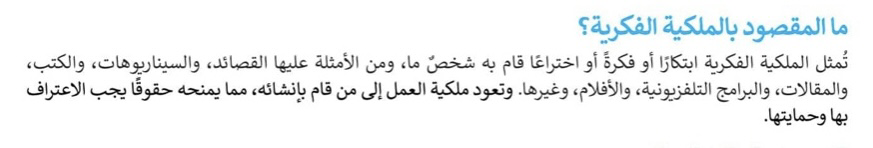 ما المقصود بالملكية الفكرية؟
تُمثل الملكية الفكرية ابتكارًا أو فكرةً أو اختراعًا قام به شخصٌ ما، ومن الأمثلة عليها القصائد، والسيناريوهات، والكتب،
والمقالات، والبرامج التلفزيونية، والأفلام، وغيرها. وتعود ملكية العمل إلى من قام بإنشائه، مما يمنحه حقوقًا يجب الاعتراف
بها وحمايتها.